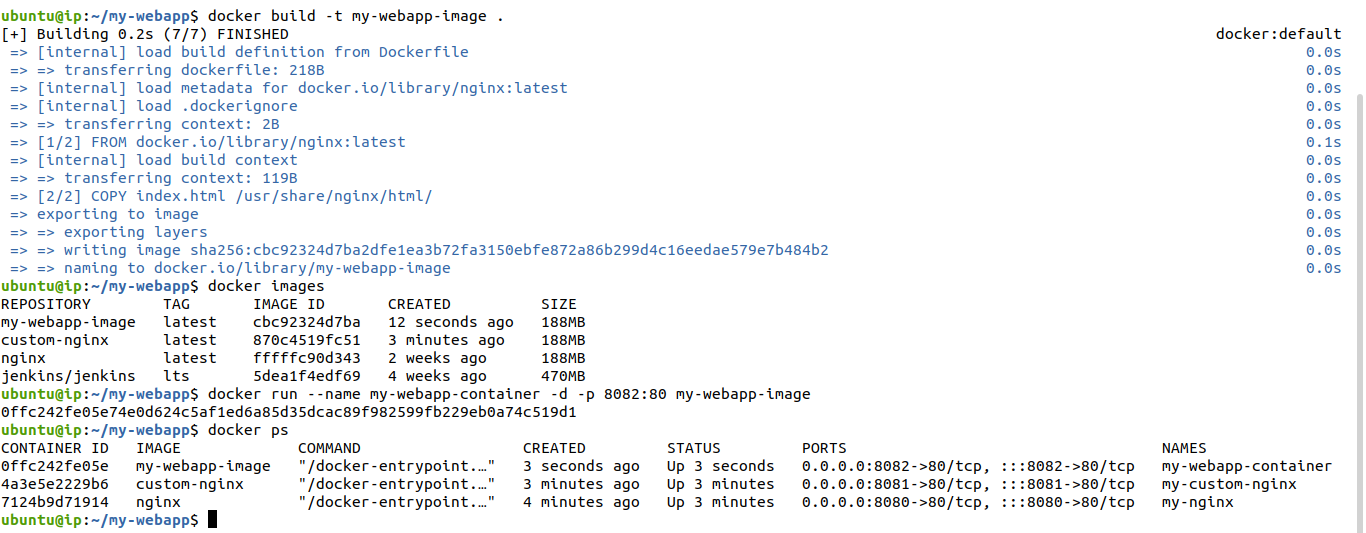 ubuntu@ip:~/my-webapp$ docker build -t my-webapp-image .
[+] Building 0.2s (7/7) FINISHED docker:default
=> [internal] load build definition from Dockerfile 0.0s
=> => transferring dockerfile: 218B 0.0s
=> [internal] load metadata for docker.io/library/nginx:latest 0.0s
=> [internal] load .dockerignore 0.0s
=> => transferring context: 2B 0.0s
=> [1/2] FROM docker.io/library/nginx:latest 0.1s
=> [internal] load build context 0.0s
=> => transferring context: 119B 0.0s
=> [2/2] COPY index.html /usr/share/nginx/html/ 0.0s
=> exporting to image 0.0s
=> => exporting layers 0.0s
=> => writing image sha256:cbc92324d7ba2dfe1ea3b72fa3150ebfe872a86b299d4c16eedae579e7b484b2 0.0s
=> => naming to docker.io/library/my-webapp-image 0.0s
ubuntu@ip:~/my-webapp$ docker images
REPOSITORY TAG IMAGE ID CREATED SIZE
my-webapp-image latest cbc92324d7ba 12 seconds ago 188MB
custom-nginx latest 870c4519fc51 3 minutes ago 188MB
nginx latest fffffc90d343 2 weeks ago 188MB
jenkins/jenkins lts 5dea1f4edf69 4 weeks ago 470MB
ubuntu@ip:~/my-webapp$ docker run --name my-webapp-container -d -p 8082:80 my-webapp-image
0ffc242fe05e74e0d624c5af1ed6a85d35dcac89f982599fb229eb0a74c519d1
ubuntu@ip:~/my-webapp$ docker ps
CONTAINER ID IMAGE COMMAND CREATED STATUS PORTS NAMES
0ffc242fe05e my-webapp-image "/docker-entrypoint.…" 3 seconds ago Up 3 seconds 0.0.0.0:8082->80/tcp, :::8082->80/tcp my-webapp-container
4a3e5e2229b6 custom-nginx "/docker-entrypoint.…" 3 minutes ago Up 3 minutes 0.0.0.0:8081->80/tcp, :::8081->80/tcp my-custom-nginx
7124b9d71914 nginx "/docker-entrypoint.…" 4 minutes ago Up 3 minutes 0.0.0.0:8080->80/tcp, :::8080->80/tcp my-nginx
ubuntu@ip:~/my-webapp$